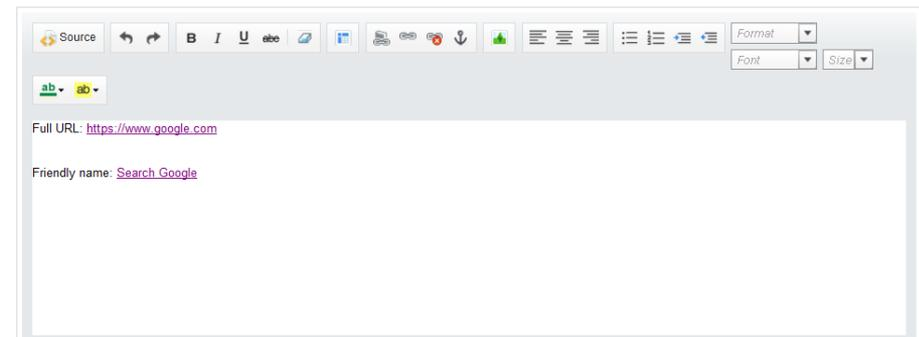 Source B I U abc Format
Font Size
ab ab
Full URL: https://www.google.com
Friendly name: Search Google